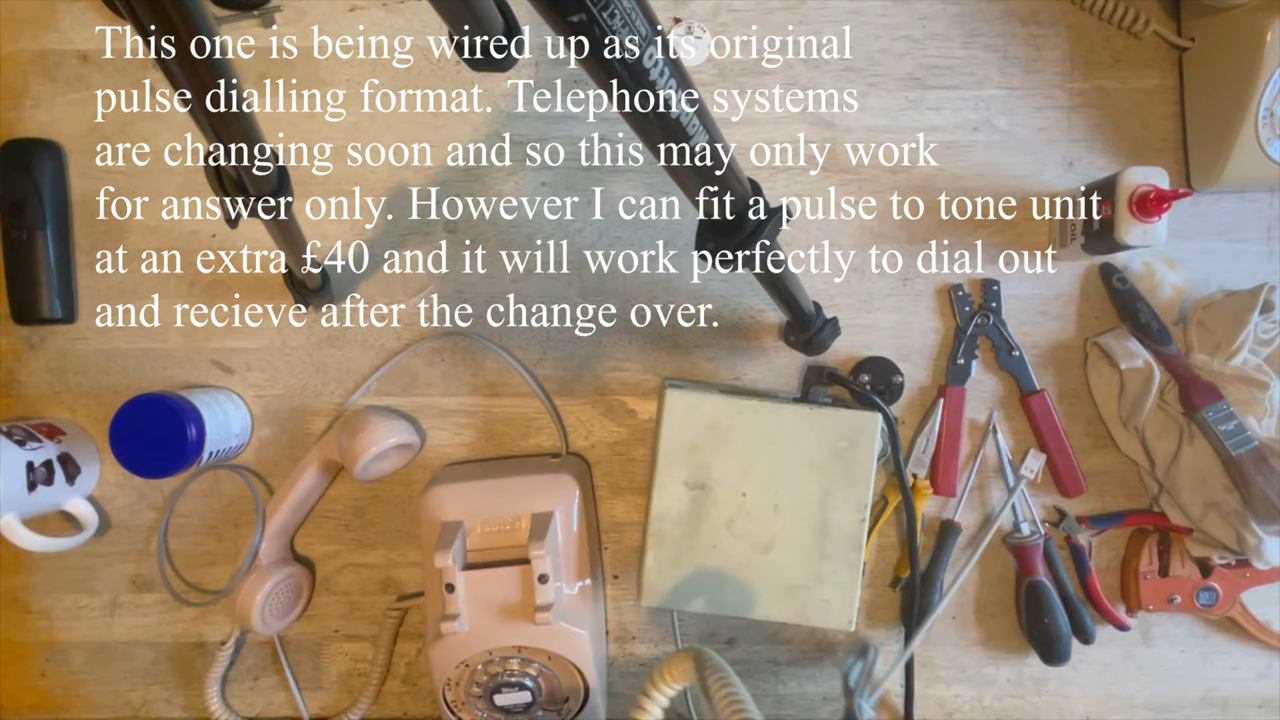 This one is being wired up as its original
pulse dialling format. Telephone systems
are changing soon and so this may only work
for answer only. However I can fit a pulse to tone unit
at an extra £40 and it will work perfectly to dial out
and recieve after the change over.
Manfrotto
OIL